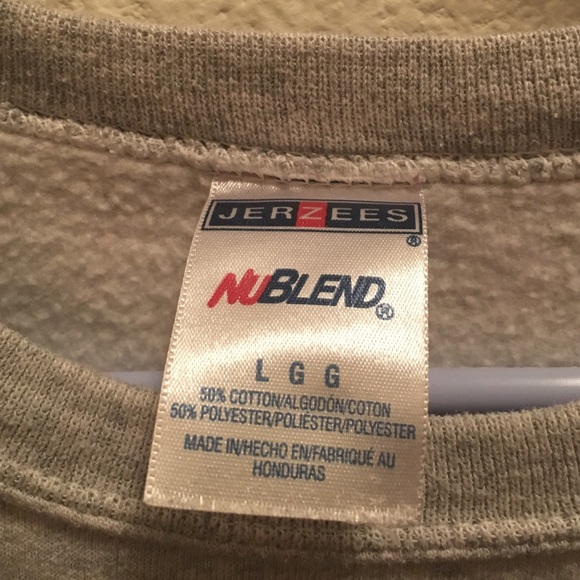 JERZEES®
NUBLEND®
L G G
50% COTTON/ALGODÓN/COTON
50% POLYESTER/POLIÉSTER/POLYESTER
MADE IN/HECHO EN/FABRIQUÉ AU
HONDURAS